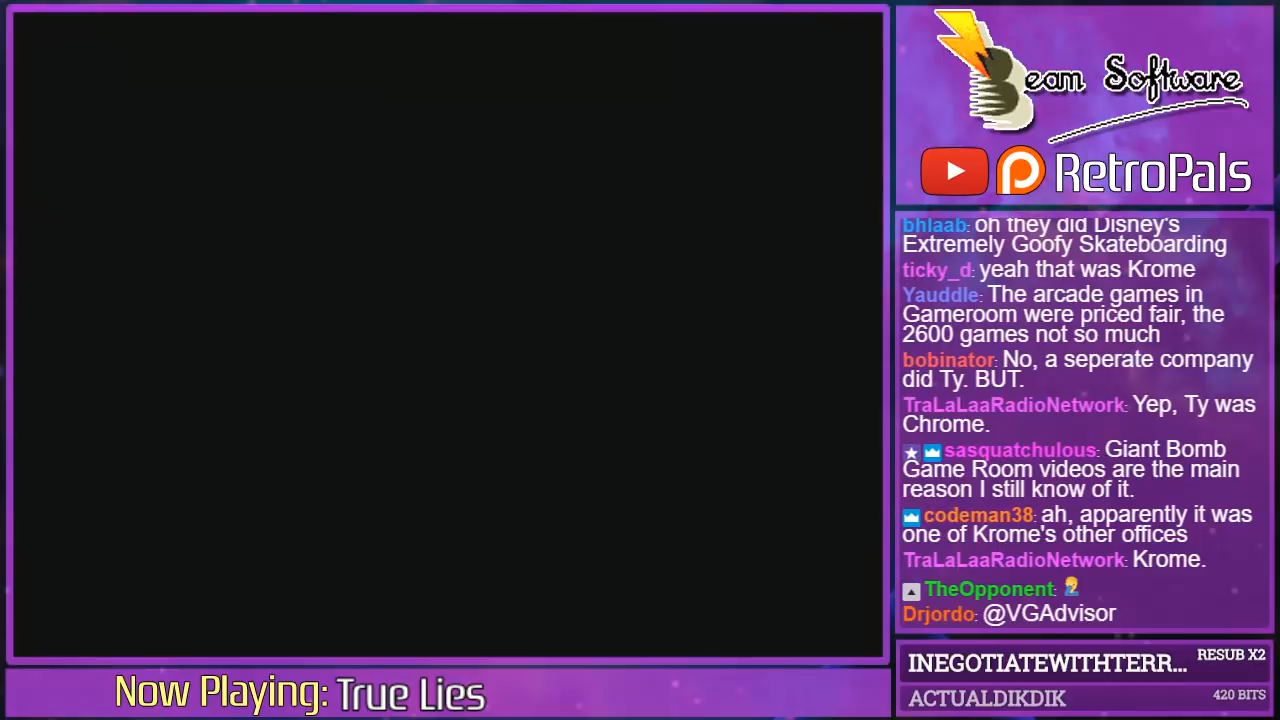 Beam Software
RetroPals
bhlaab: oh they did Disney's
Extremely Goofy Skateboarding
ticky_d: yeah that was Krome
Yauddle: The arcade games in
Gameroom were priced fair, the
2600 games not so much
bobinator: No, a seperate company
did Ty. BUT.
TraLaLaaRadioNetwork: Yep, Ty was
Chrome.
sasquatchulous: Giant Bomb
Game Room videos are the main
reason I still know of it.
codeman38: ah, apparently it was
one of Krome's other offices
TraLaLaaRadioNetwork: Krome.
TheOpponent:
Drjordo: @VGAdvisor
INEGOTIATEWITHTERR... RESUB X2
ACTUALDIKDIK 420 BITS
Now Playing: True Lies